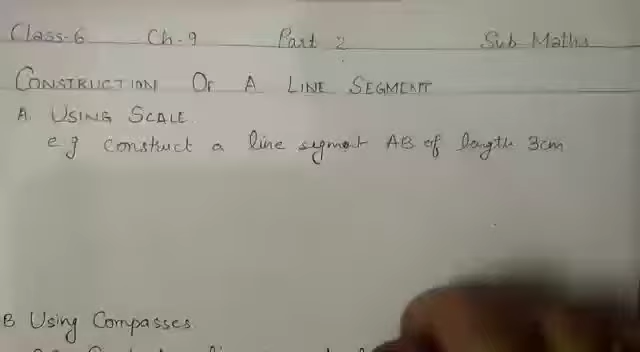 Class-6 Ch-9 Part 2 Sub Maths
CONSTRUCTION OF A LINE SEGMENT
A. USING SCALE
e.g Construct a line segment AB of length 3cm
B Using Compasses